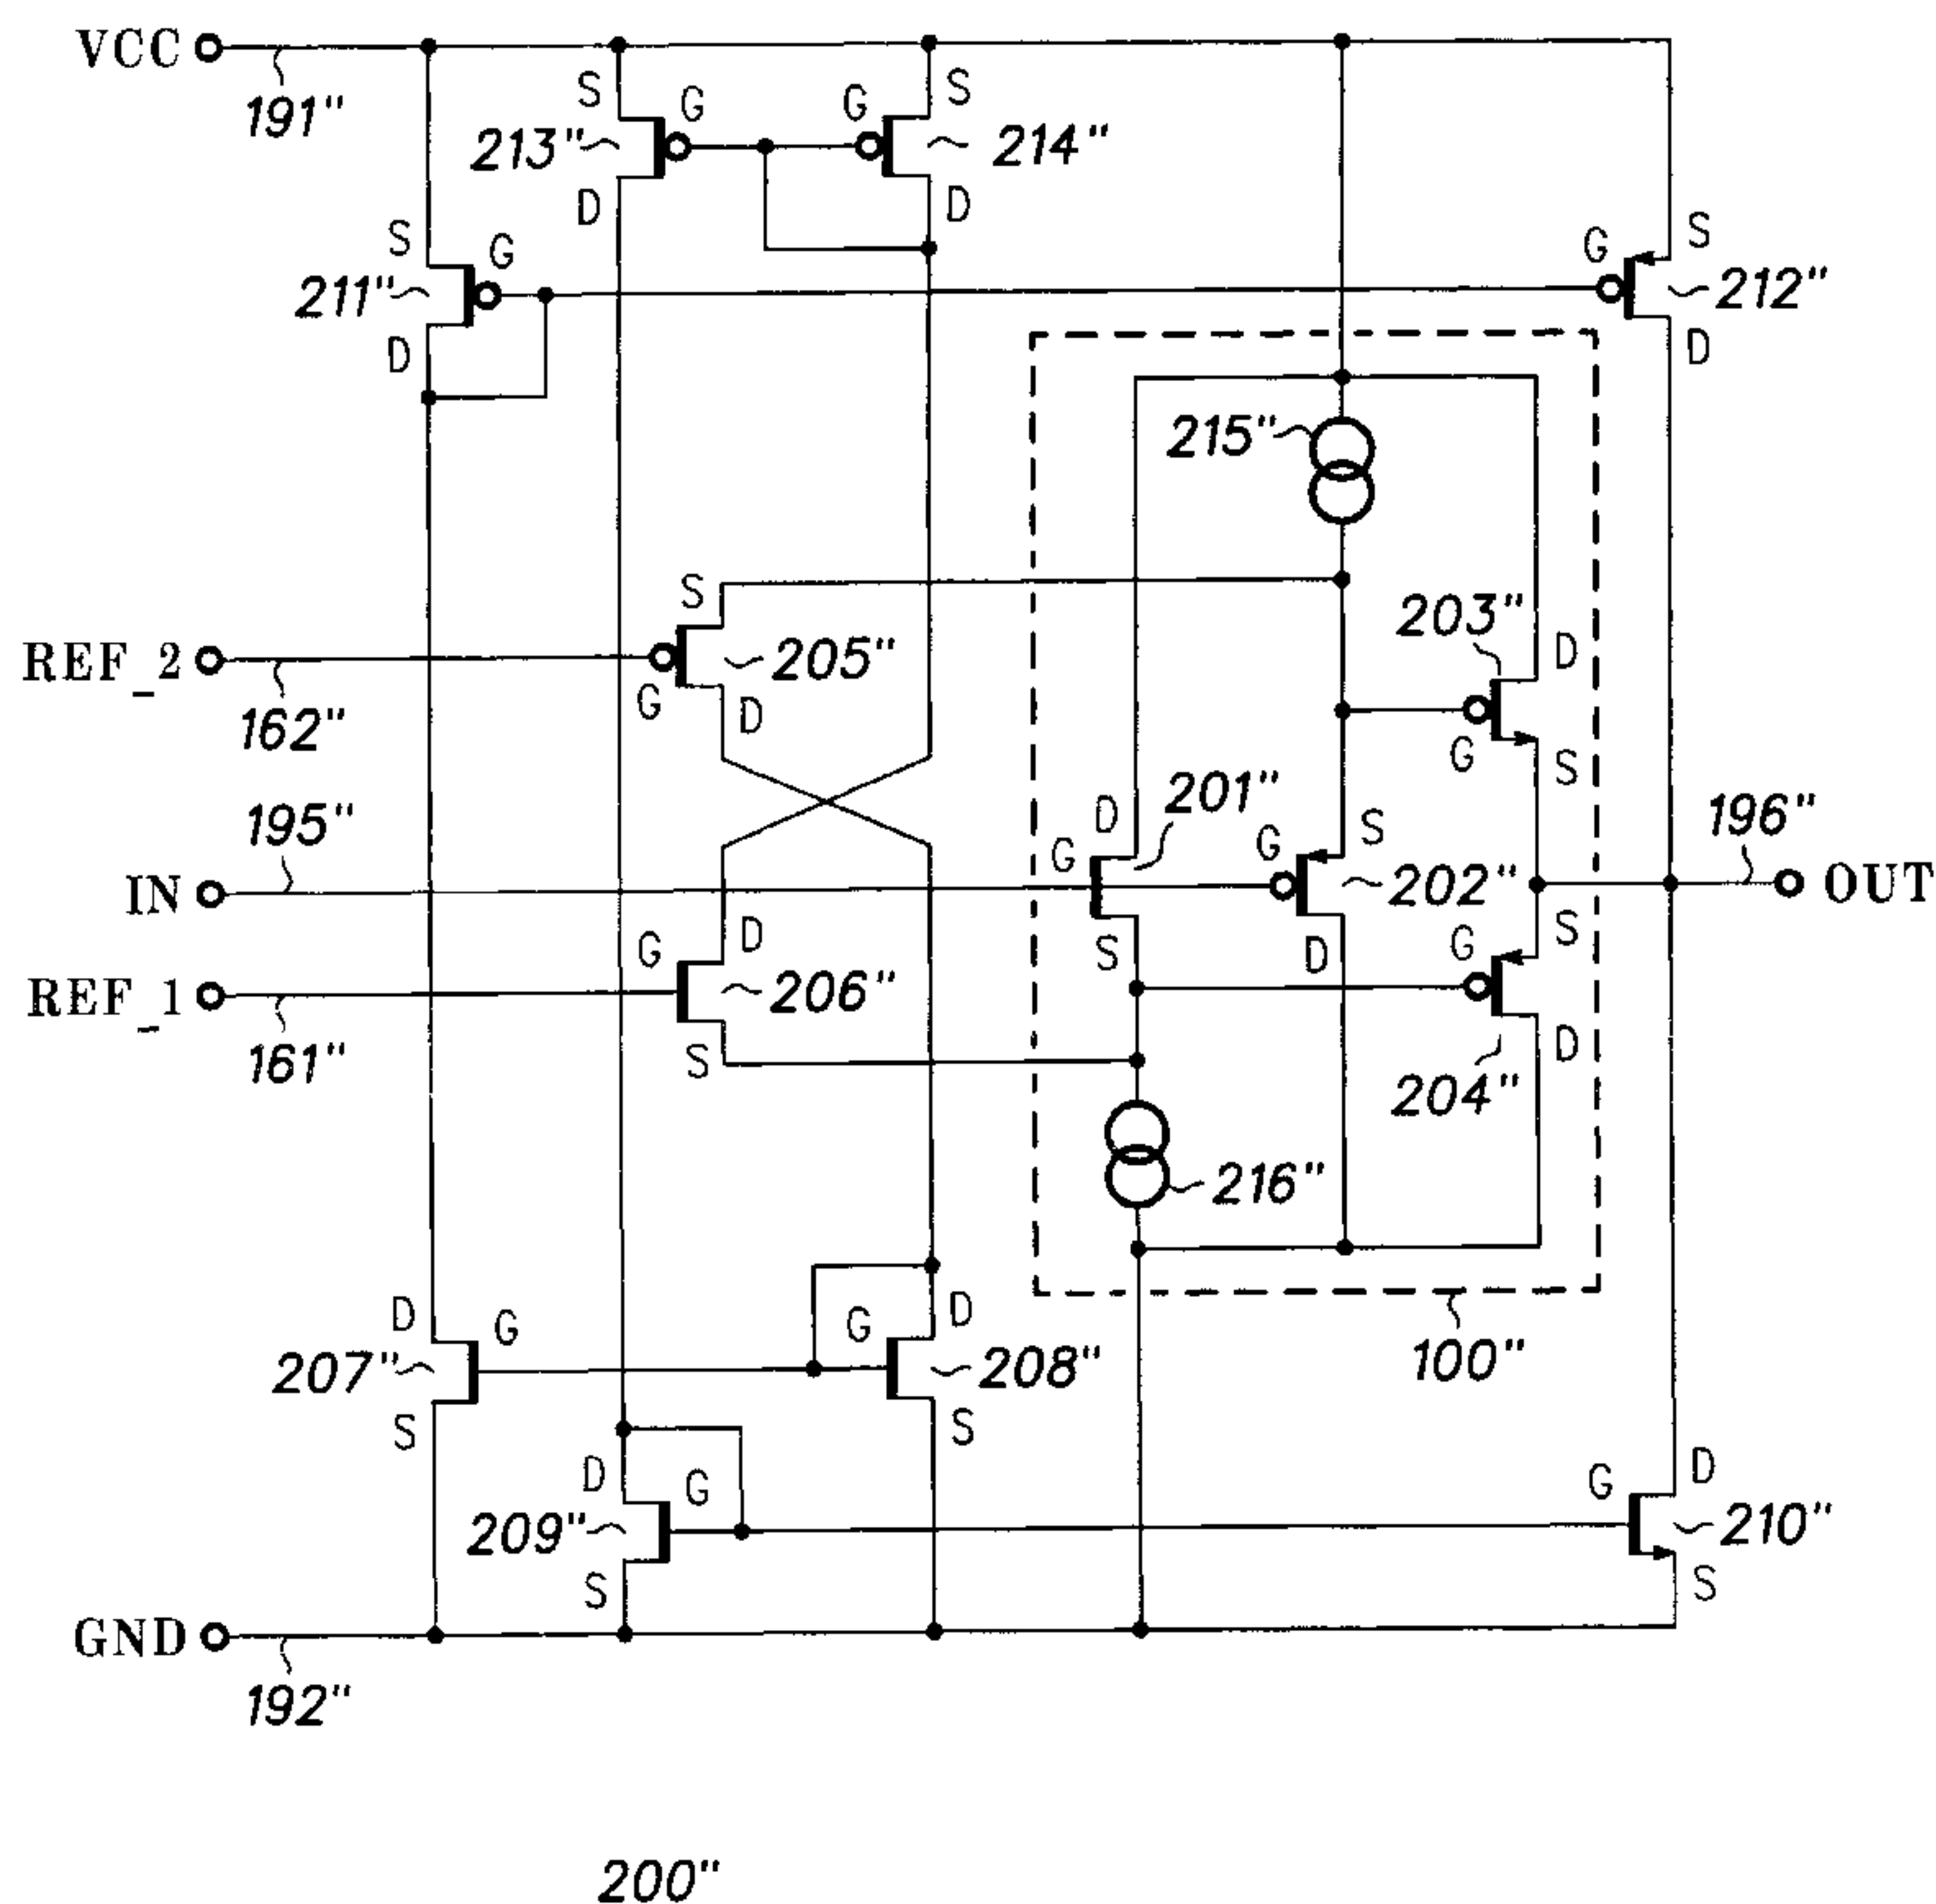 VCC
191"
S
G
G
S
213"
214"
D
D
S
G
G
S
211"
212"
D
D
215"
S
203"
D
REF_2
205"
162"
G
D
G
S
195"
D
201"
196"
G
G
S
IN
202"
OUT
G
D
S
D
S
G
REF_1
206"
161"
S
D
204"
216"
D
G
G
D
207"
208"
100"
S
S
D
G
G
D
209"
210"
S
S
GND
192"
200"